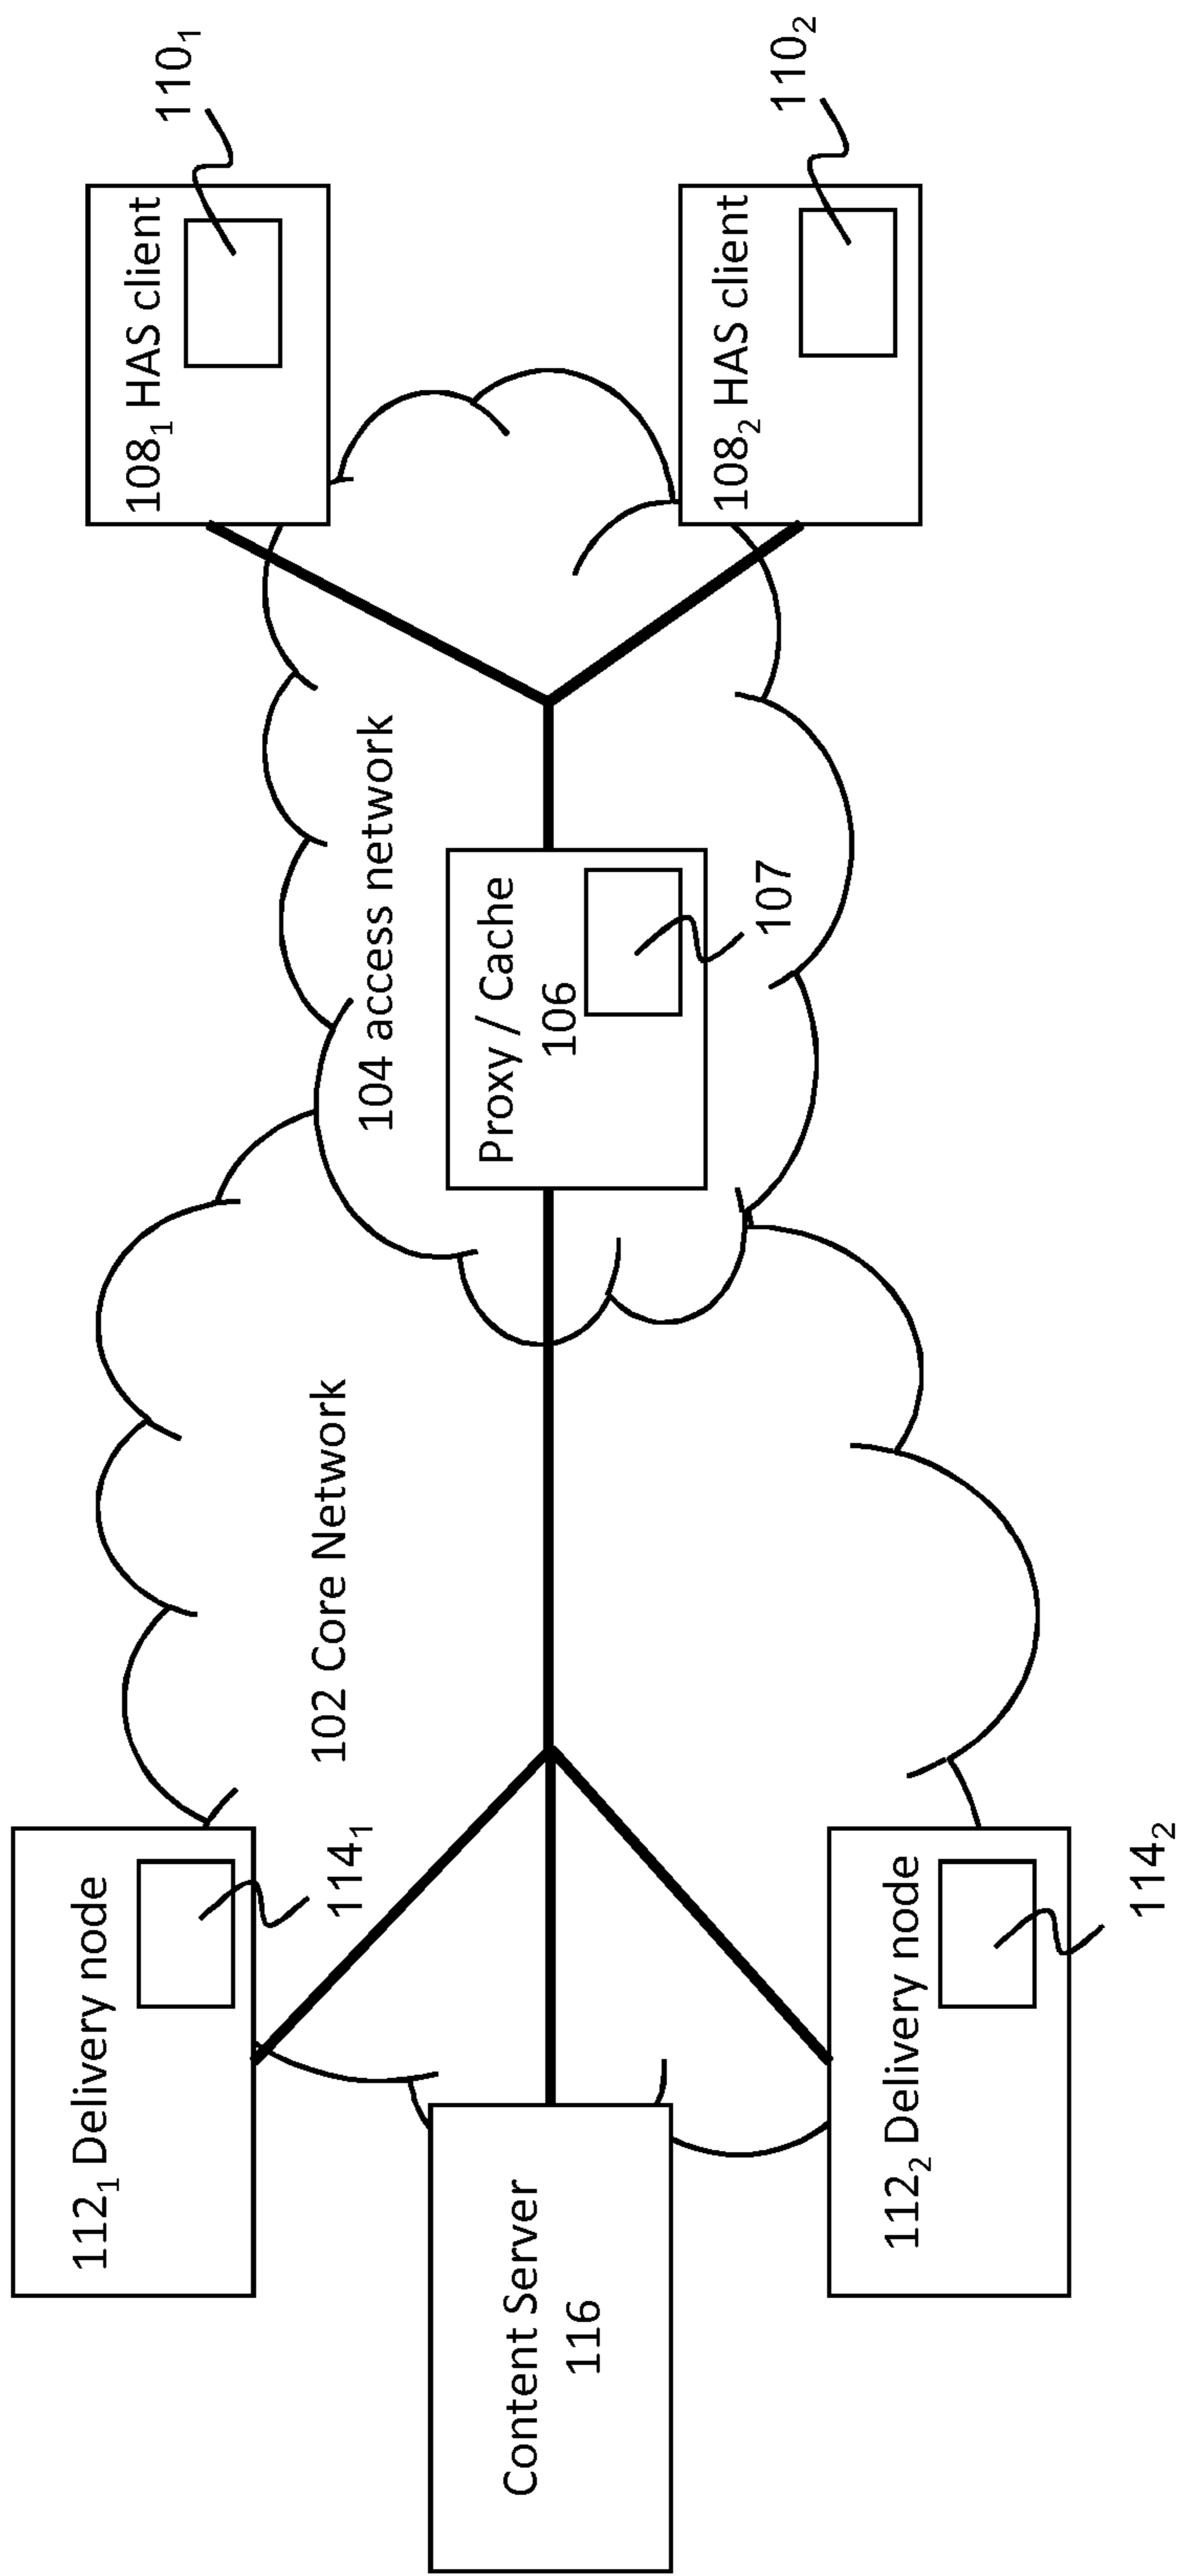 112₁ Delivery node
114₁
102 Core Network
104 access network
108₁ HAS client
110₁
Content Server
116
Proxy / Cache
106
107
112₂ Delivery node
114₂
108₂ HAS client
110₂